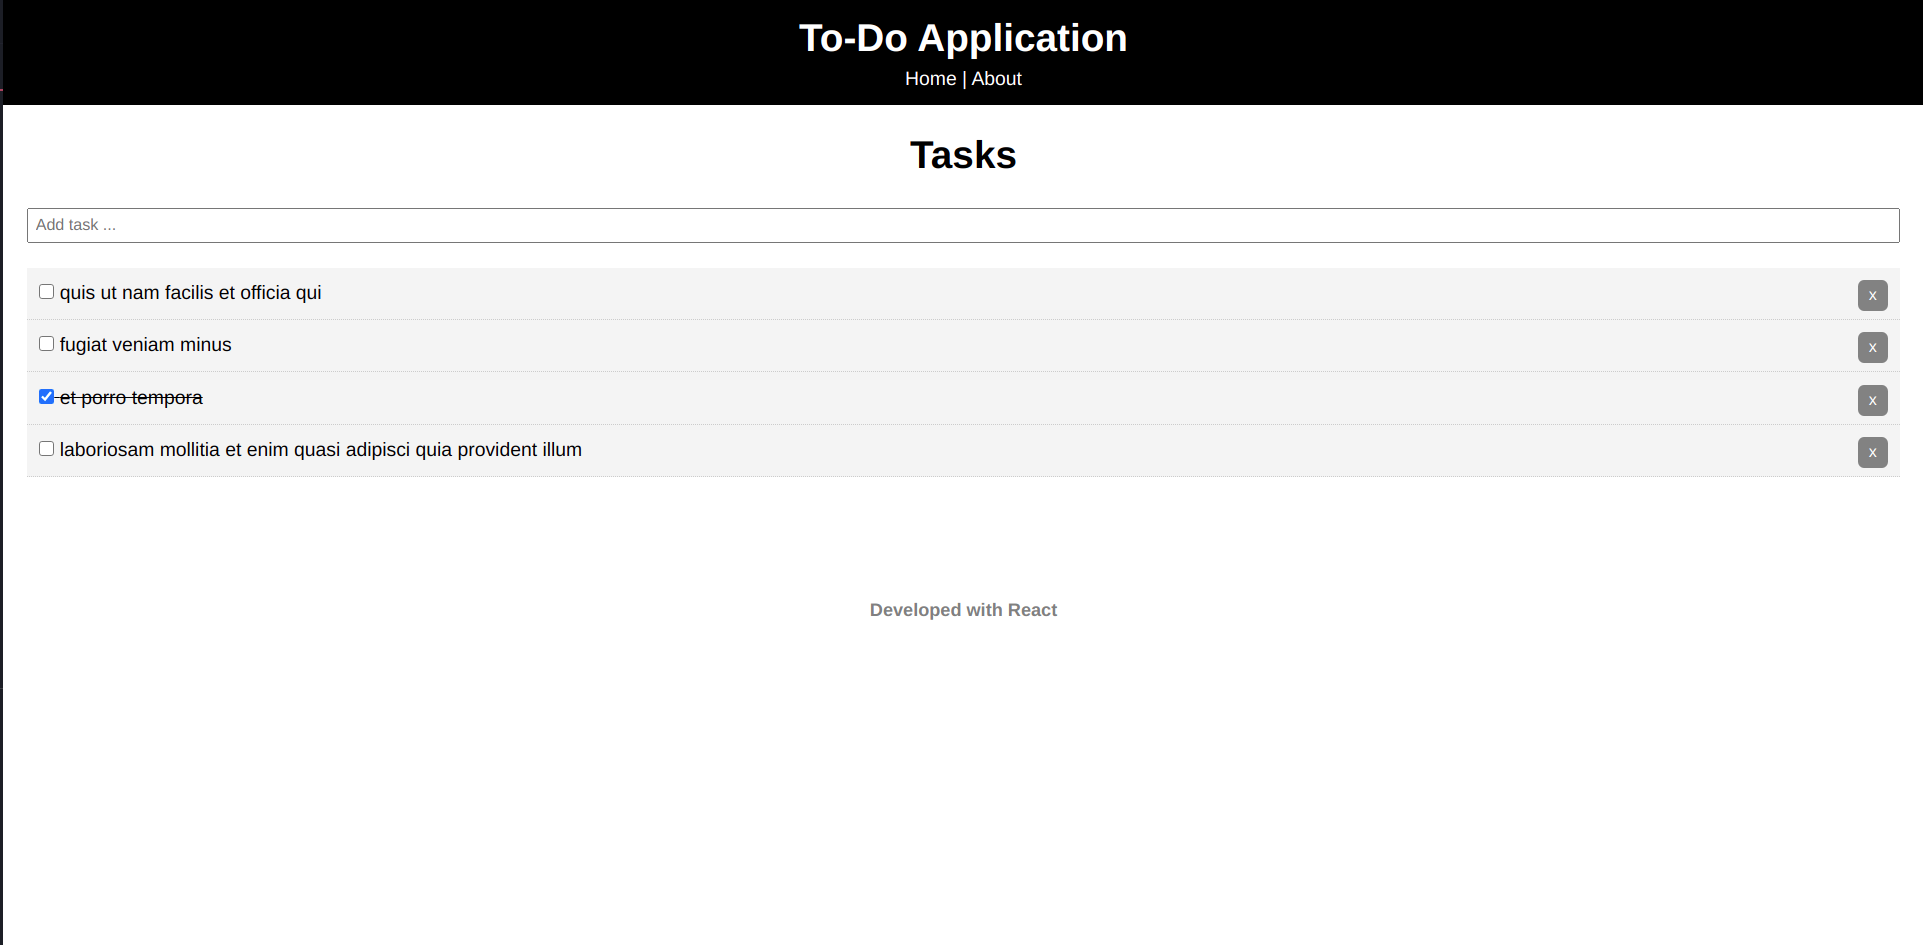 To-Do Application
Home | About
Tasks
Add task ...
quis ut nam facilis et officia qui x
fugiat veniam minus x
et porro tempora x
laboriosam mollitia et enim quasi adipisci quia provident illum x
Developed with React